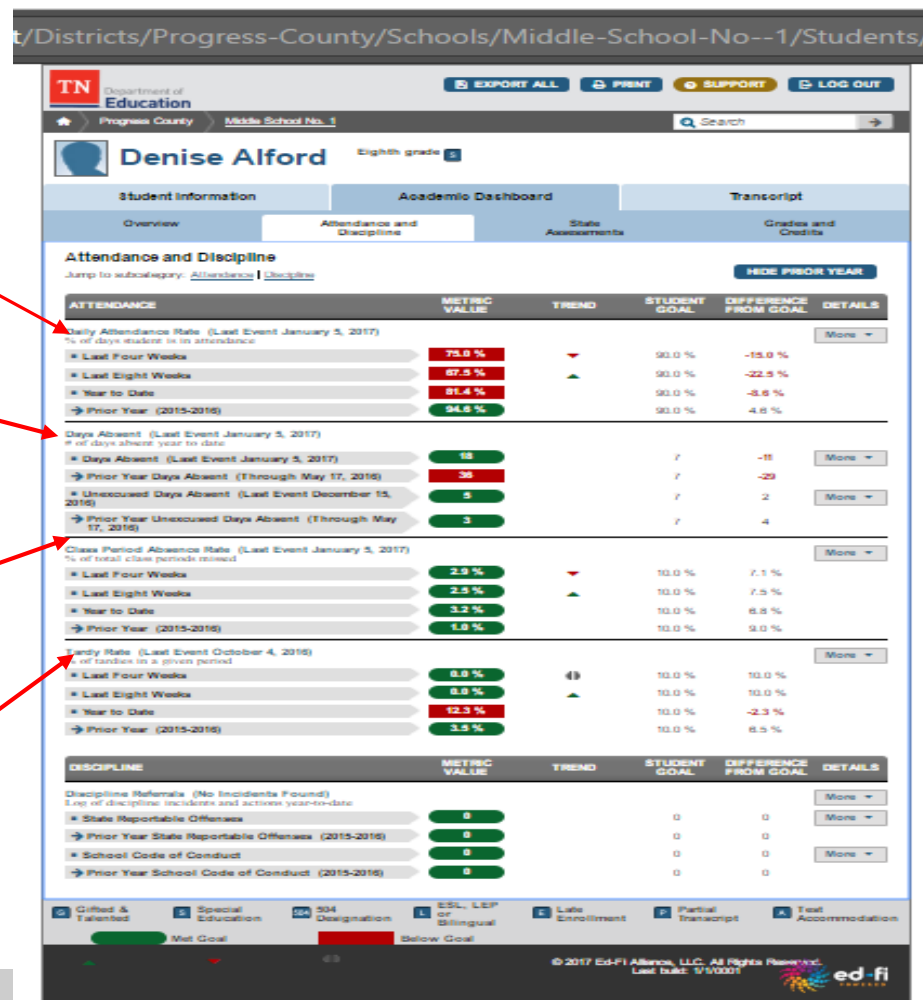 t/Districts/Progress-County/Schools/Middle-School-No--1/Students/
TN Department of
Education
EXPORT ALL PRINT SUPPORT LOG OUT
Progress County Middle School No. 1 Search
Denise Alford Eighth grade S
Student Information Academic Dashboard Transcript
Overview Attendance and Discipline State Assessments Grades and Credits
Attendance and Discipline
Jump to subcategory: Attendance | Discipline HIDE PRIOR YEAR
ATTENDANCE METRIC VALUE TREND STUDENT GOAL DIFFERENCE FROM GOAL DETAILS
Daily Attendance Rate (Last Event January 5, 2017) More
% of days student is in attendance
Last Four Weeks 75.0 % 90.0 % -15.0 %
Last Eight Weeks 67.5 % 90.0 % -22.5 %
Year to Date 81.4 % 90.0 % -8.6 %
Prior Year (2015-2016) 94.6 % 90.0 % 4.6 %
Days Absent (Last Event January 5, 2017)
# of days absent year to date
Days Absent (Last Event January 5, 2017) 18 7 -11 More
Prior Year Days Absent (Through May 17, 2016) 36 7 -29
Unexcused Days Absent (Last Event December 15, 2016) 5 7 2 More
Prior Year Unexcused Days Absent (Through May 17, 2016) 3 7 4
Class Period Absence Rate (Last Event January 5, 2017) More
% of total class periods missed
Last Four Weeks 2.9 % 10.0 % 7.1 %
Last Eight Weeks 2.5 % 10.0 % 7.5 %
Year to Date 3.2 % 10.0 % 6.8 %
Prior Year (2015-2016) 1.0 % 10.0 % 9.0 %
Tardy Rate (Last Event October 4, 2016) More
% of tardies in a given period
Last Four Weeks 0.0 % 10.0 % 10.0 %
Last Eight Weeks 0.0 % 10.0 % 10.0 %
Year to Date 12.3 % 10.0 % -2.3 %
Prior Year (2015-2016) 3.5 % 10.0 % 6.5 %
DISCIPLINE METRIC VALUE TREND STUDENT GOAL DIFFERENCE FROM GOAL DETAILS
Discipline Referrals (No Incidents Found) More
Log of discipline incidents and actions year-to-date
State Reportable Offenses 0 0 0 More
Prior Year State Reportable Offenses (2015-2016) 0 0 0
School Code of Conduct 0 0 0 More
Prior Year School Code of Conduct (2015-2016) 0 0 0
G Gifted & Talented S Special Education 504 504 Designation L ESL, LEP or Bilingual E Late Enrollment P Partial Transcript A Test Accommodation
Met Goal Below Goal
© 2017 Ed-Fi Alliance, LLC. All Rights Reserved.
Last build: 1/1/0001
ed-fi
POWERED